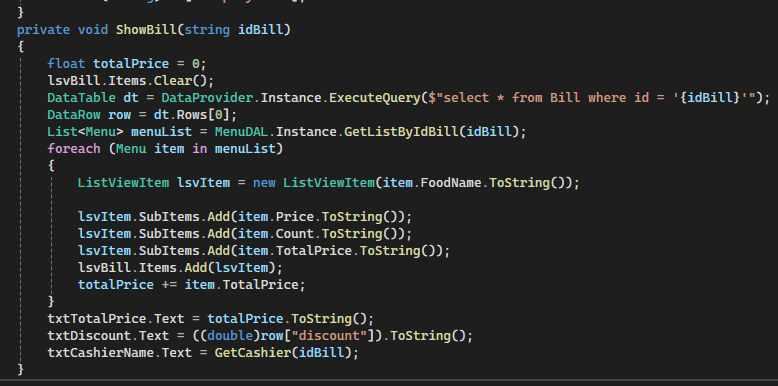 }
private void ShowBill(string idBill)
{
float totalPrice = 0;
lsvBill.Items.Clear();
DataTable dt = DataProvider.Instance.ExecuteQuery($"select * from Bill where id = '{idBill}'");
DataRow row = dt.Rows[0];
List<Menu> menuList = MenuDAL.Instance.GetListByIdBill(idBill);
foreach (Menu item in menuList)
{
ListViewItem lsvItem = new ListViewItem(item.FoodName.ToString());
lsvItem.SubItems.Add(item.Price.ToString());
lsvItem.SubItems.Add(item.Count.ToString());
lsvItem.SubItems.Add(item.TotalPrice.ToString());
lsvBill.Items.Add(lsvItem);
totalPrice += item.TotalPrice;
}
txtTotalPrice.Text = totalPrice.ToString();
txtDiscount.Text = ((double)row["discount"]).ToString();
txtCashierName.Text = GetCashier(idBill);
}